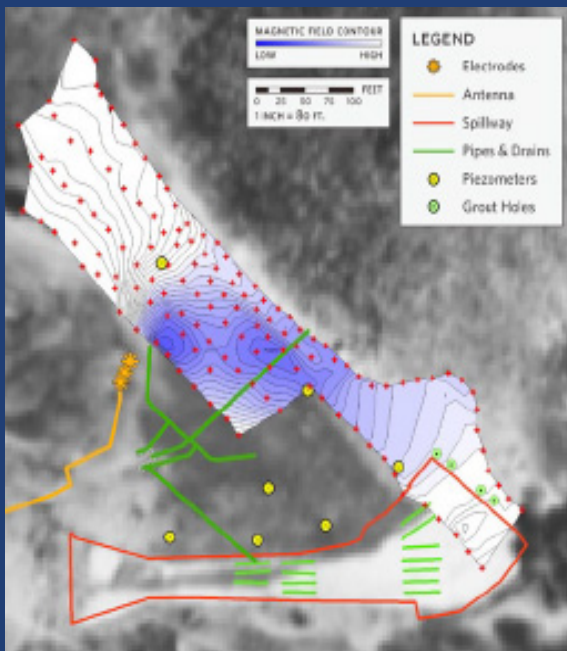 MAGNETIC FIELD CONTOUR
LOW HIGH
FEET
0 25 50 75 100
1 INCH = 80 FT.
LEGEND
Electrodes
Antenna
Spillway
Pipes & Drains
Piezometers
Grout Holes